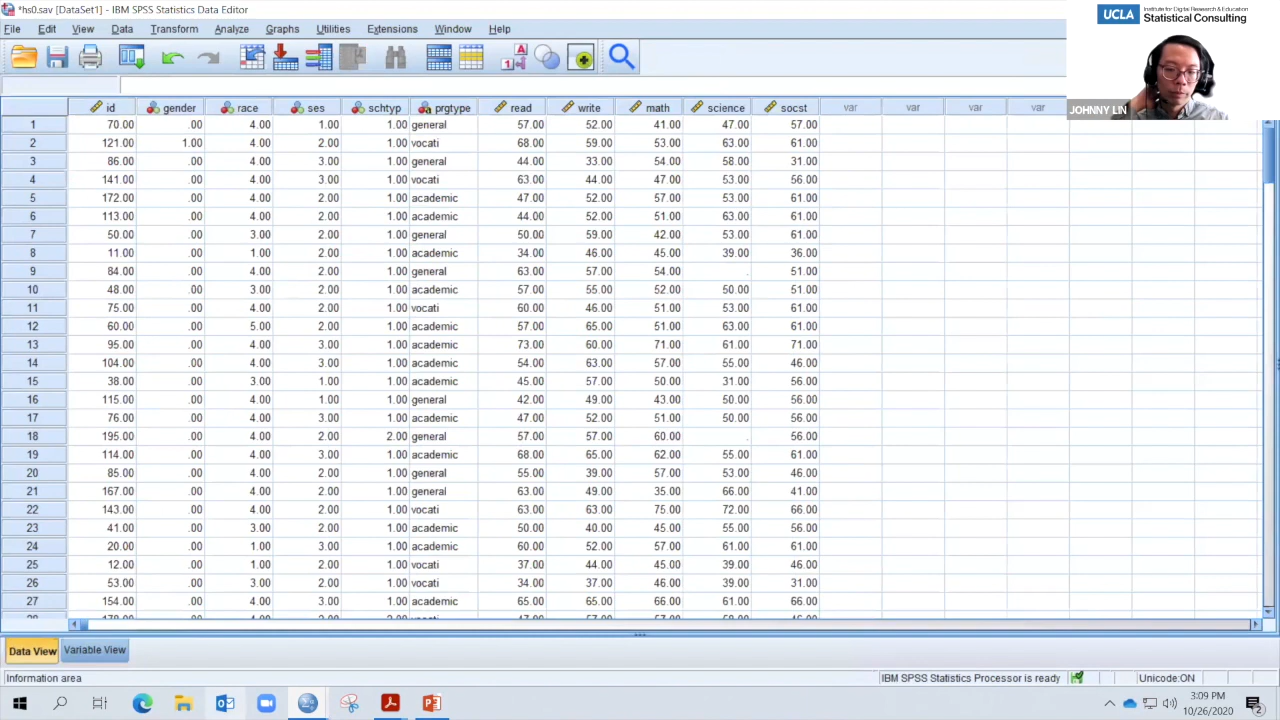 *hs0.sav [DataSet1] - IBM SPSS Statistics Data Editor
UCLA Institute for Digital Research & Education
Statistical Consulting
File Edit View Data Transform Analyze Graphs Utilities Extensions Window Help
JOHNNY LIN
id gender race ses schtyp prgtype read write math science socst var var var var
1 70.00 .00 4.00 1.00 1.00 general 57.00 52.00 41.00 47.00 57.00
2 121.00 1.00 4.00 2.00 1.00 vocati 68.00 59.00 53.00 63.00 61.00
3 86.00 .00 4.00 3.00 1.00 general 44.00 33.00 54.00 58.00 31.00
4 141.00 .00 4.00 3.00 1.00 vocati 63.00 44.00 47.00 53.00 56.00
5 172.00 .00 4.00 2.00 1.00 academic 47.00 52.00 57.00 53.00 61.00
6 113.00 .00 4.00 2.00 1.00 academic 44.00 52.00 51.00 63.00 61.00
7 50.00 .00 3.00 2.00 1.00 general 50.00 59.00 42.00 53.00 61.00
8 11.00 .00 1.00 2.00 1.00 academic 34.00 46.00 45.00 39.00 36.00
9 84.00 .00 4.00 2.00 1.00 general 63.00 57.00 54.00 . 51.00
10 48.00 .00 3.00 2.00 1.00 academic 57.00 55.00 52.00 50.00 51.00
11 75.00 .00 4.00 2.00 1.00 vocati 60.00 46.00 51.00 53.00 61.00
12 60.00 .00 5.00 2.00 1.00 academic 57.00 65.00 51.00 63.00 61.00
13 95.00 .00 4.00 3.00 1.00 academic 73.00 60.00 71.00 61.00 71.00
14 104.00 .00 4.00 3.00 1.00 academic 54.00 63.00 57.00 55.00 46.00
15 38.00 .00 3.00 1.00 1.00 academic 45.00 57.00 50.00 31.00 56.00
16 115.00 .00 4.00 1.00 1.00 general 42.00 49.00 43.00 50.00 56.00
17 76.00 .00 4.00 3.00 1.00 academic 47.00 52.00 51.00 50.00 56.00
18 195.00 .00 4.00 2.00 2.00 general 57.00 57.00 60.00 . 56.00
19 114.00 .00 4.00 3.00 1.00 academic 68.00 65.00 62.00 55.00 61.00
20 85.00 .00 4.00 2.00 1.00 general 55.00 39.00 57.00 53.00 46.00
21 167.00 .00 4.00 2.00 1.00 general 63.00 49.00 35.00 66.00 41.00
22 143.00 .00 4.00 2.00 1.00 vocati 63.00 63.00 75.00 72.00 66.00
23 41.00 .00 3.00 2.00 1.00 academic 50.00 40.00 45.00 55.00 56.00
24 20.00 .00 1.00 3.00 1.00 academic 60.00 52.00 57.00 61.00 61.00
25 12.00 .00 1.00 2.00 1.00 vocati 37.00 44.00 45.00 39.00 46.00
26 53.00 .00 3.00 2.00 1.00 vocati 34.00 37.00 46.00 39.00 31.00
27 154.00 .00 4.00 3.00 1.00 academic 65.00 65.00 66.00 61.00 66.00
Data View Variable View
Information area IBM SPSS Statistics Processor is ready Unicode:ON
3:09 PM
10/26/2020
2